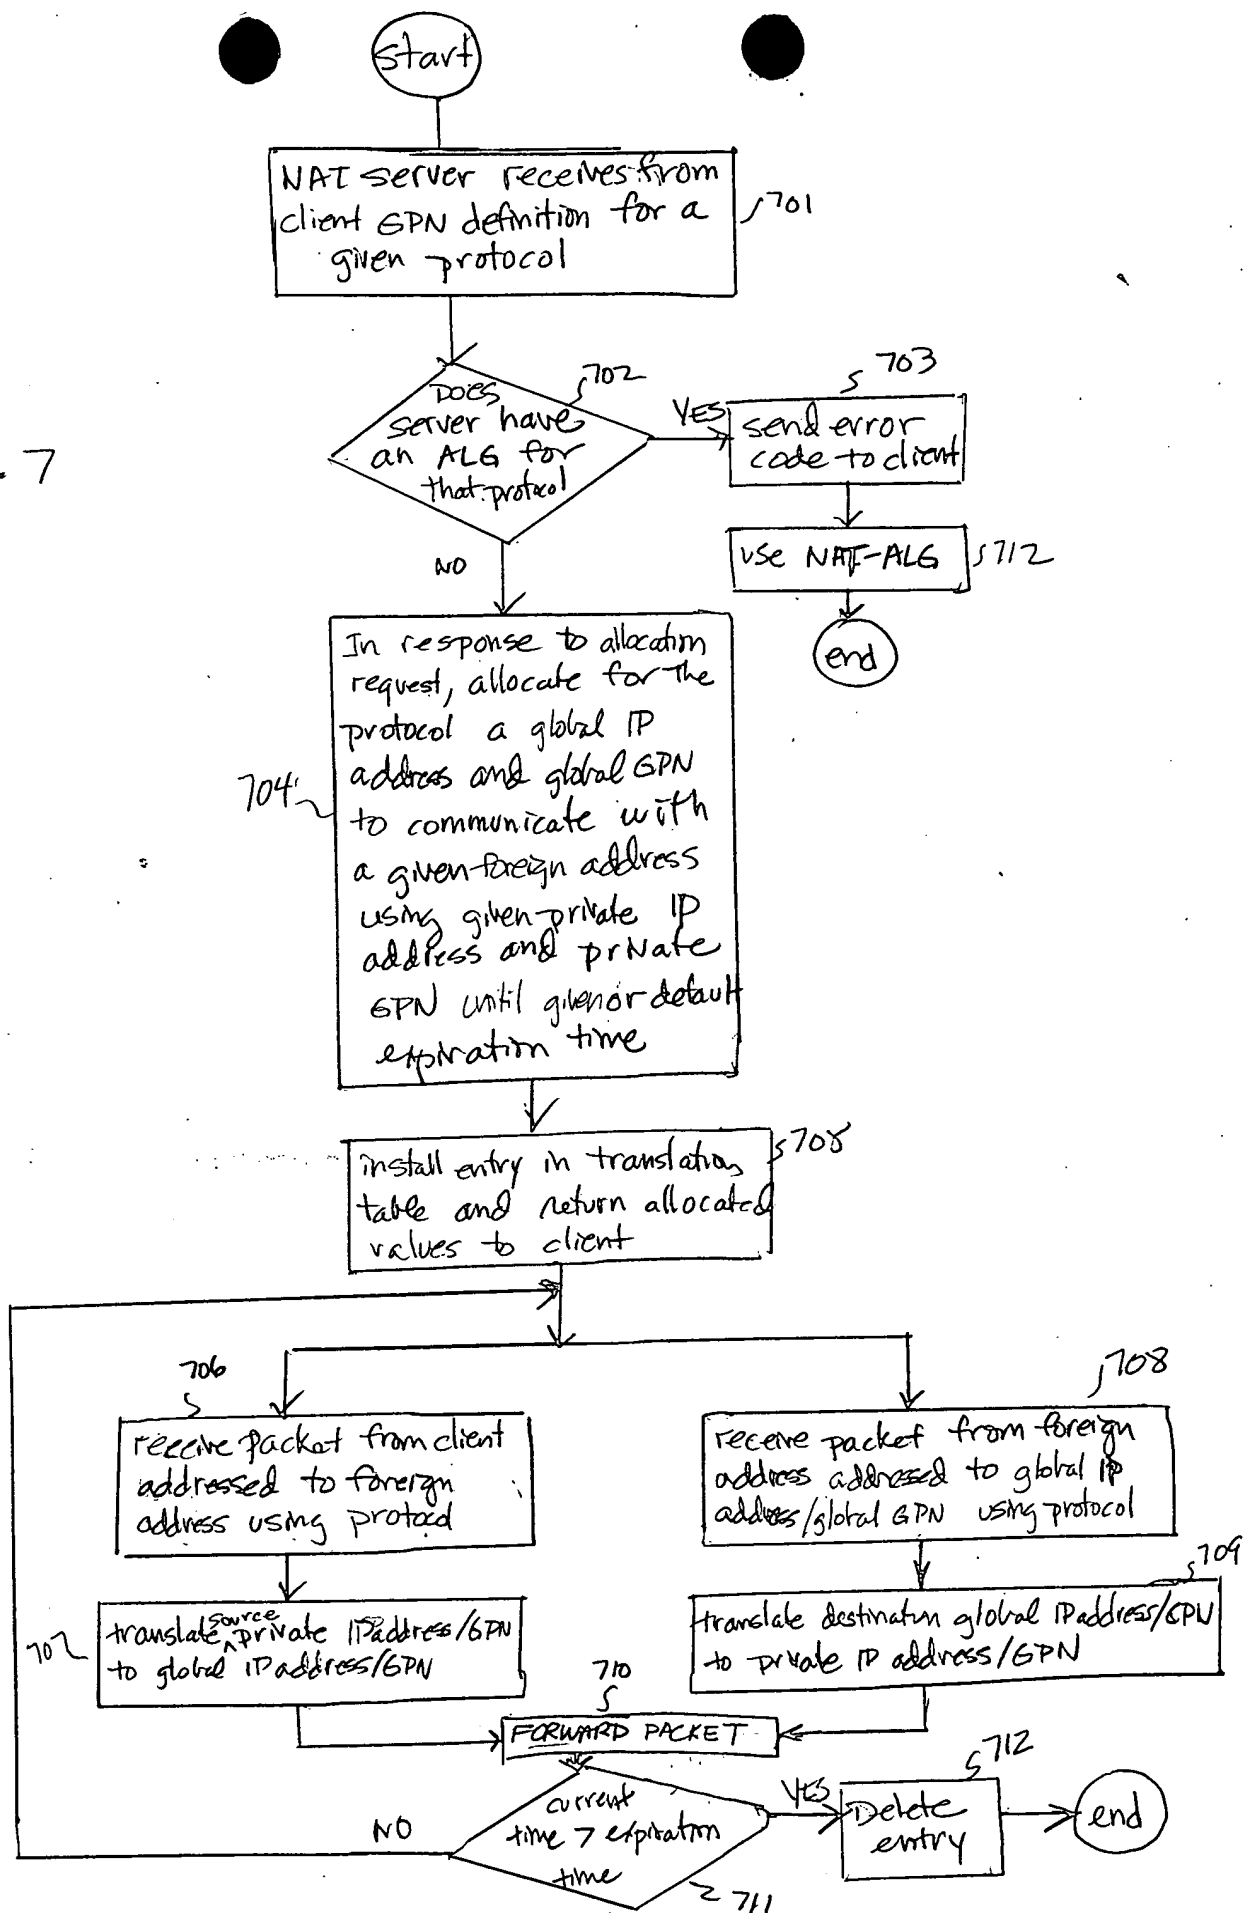 start
NAT server receives from
client GPN definition for a
given protocol
701
702
DOES
server have
an ALG for
that protocol
YES
703
send error
code to client
use NAT-ALG
712
end
. 7
NO
704
In response to allocation
request, allocate for the
protocol a global IP
address and global GPN
to communicate with
a given foreign address
using given private IP
address and private
GPN until given or default
expiration time
705
install entry in translation
table and return allocated
values to client
706
receive packet from client
addressed to foreign
address using protocol
708
receive packet from foreign
address addressed to global IP
address/global GPN using protocol
707
translate source private IP address/GPN
to global IP address/GPN
709
translate destination global IP address/GPN
to private IP address/GPN
710
FORWARD PACKET
current
time > expiration
time
711
NO
YES
712
Delete
entry
end